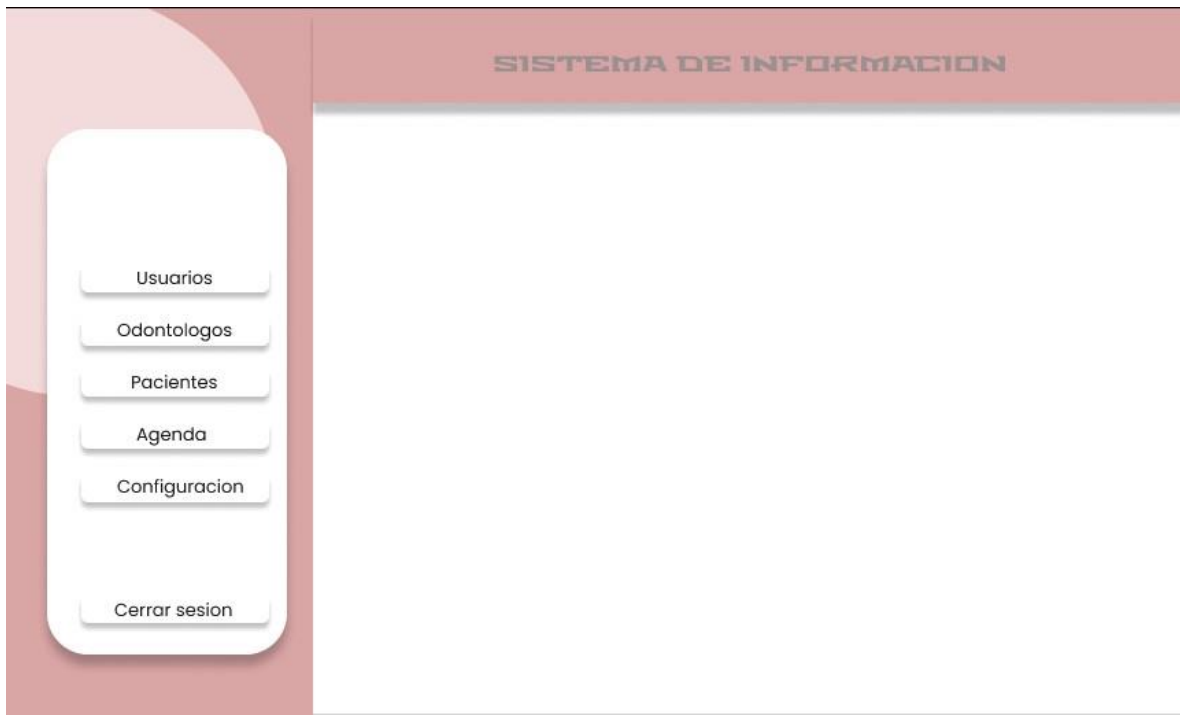 SISTEMA DE INFORMACION
Usuarios
Odontologos
Pacientes
Agenda
Configuracion
Cerrar sesion